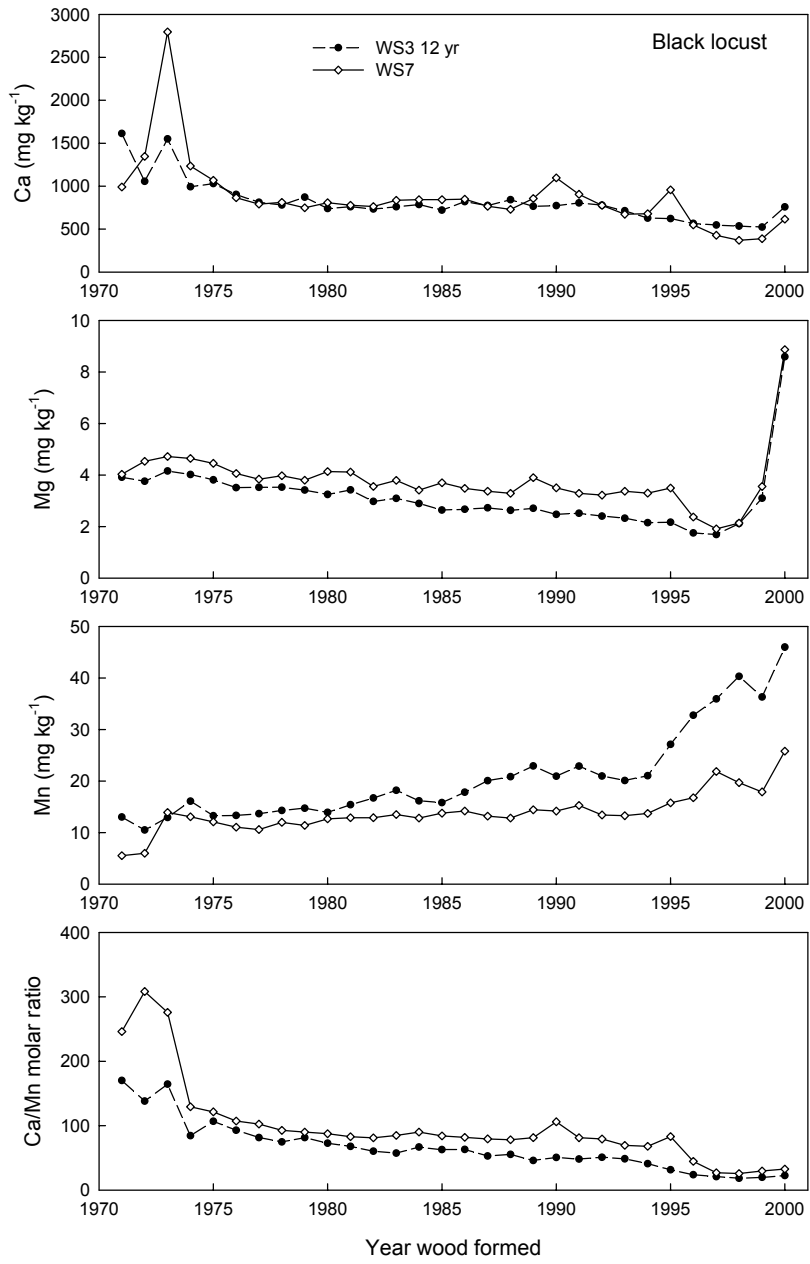 Black locust
WS3 12 yr
WS7
Ca (mg kg⁻¹)
3000
2500
2000
1500
1000
500
0
1970 1975 1980 1985 1990 1995 2000
Mg (mg kg⁻¹)
10
8
6
4
2
0
1970 1975 1980 1985 1990 1995 2000
Mn (mg kg⁻¹)
50
40
30
20
10
0
1970 1975 1980 1985 1990 1995 2000
Ca/Mn molar ratio
400
300
200
100
0
1970 1975 1980 1985 1990 1995 2000
Year wood formed